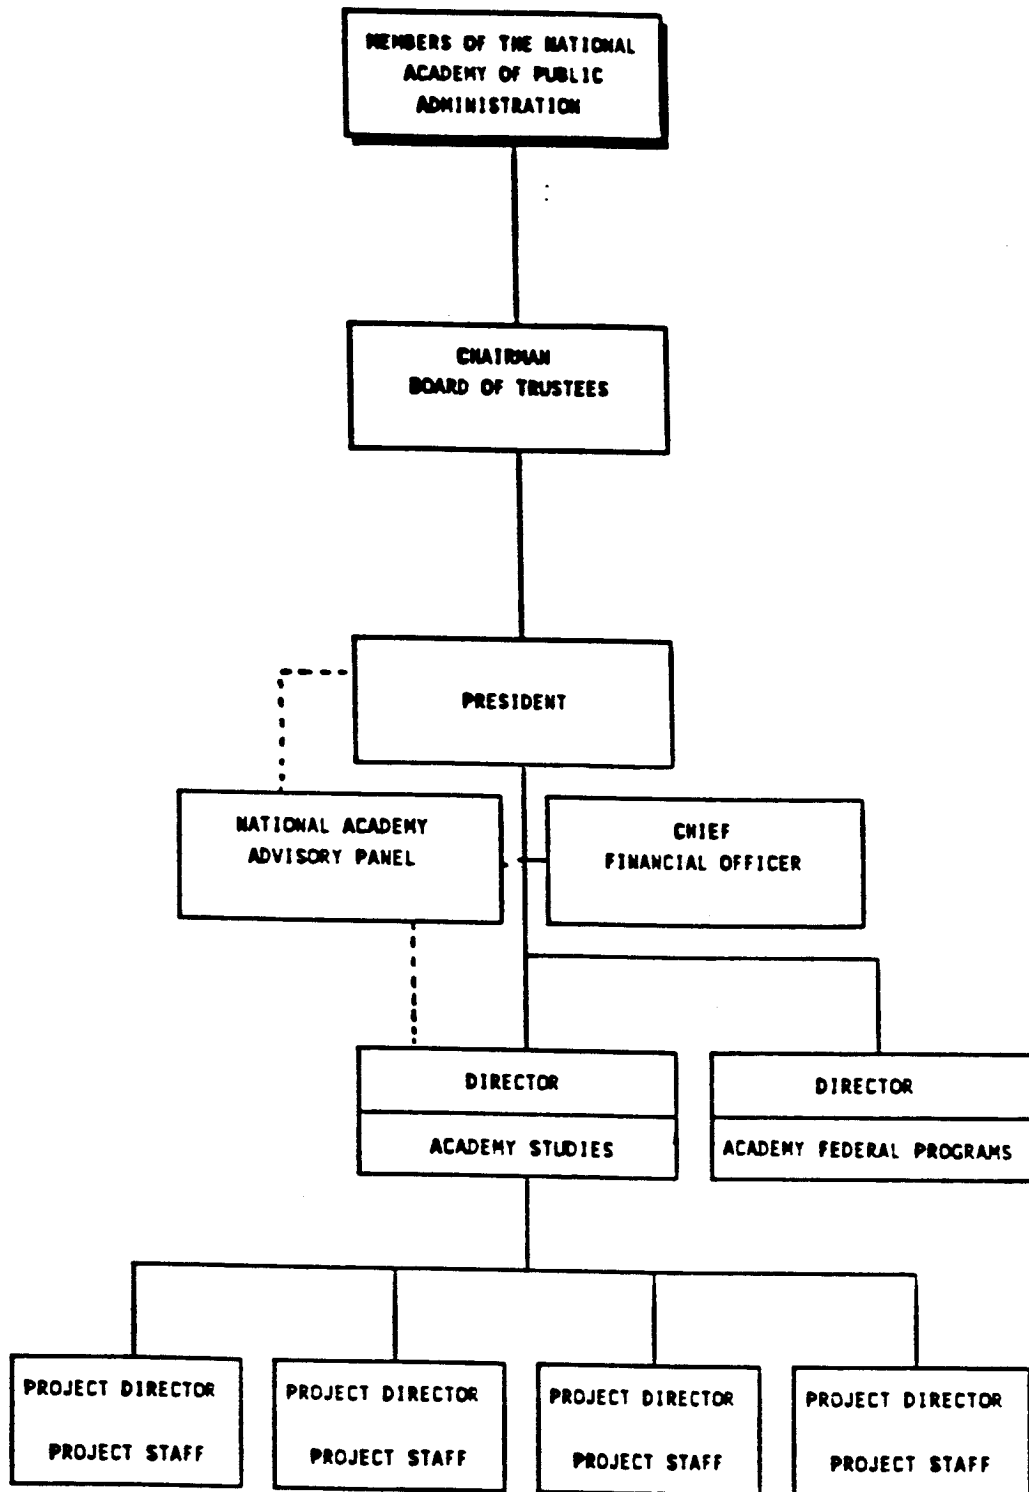 MEMBERS OF THE NATIONAL
ACADEMY OF PUBLIC
ADMINISTRATION
CHAIRMAN
BOARD OF TRUSTEES
PRESIDENT
NATIONAL ACADEMY
ADVISORY PANEL
CHIEF
FINANCIAL OFFICER
DIRECTOR
ACADEMY STUDIES
DIRECTOR
ACADEMY FEDERAL PROGRAMS
PROJECT DIRECTOR
PROJECT STAFF
PROJECT DIRECTOR
PROJECT STAFF
PROJECT DIRECTOR
PROJECT STAFF
PROJECT DIRECTOR
PROJECT STAFF